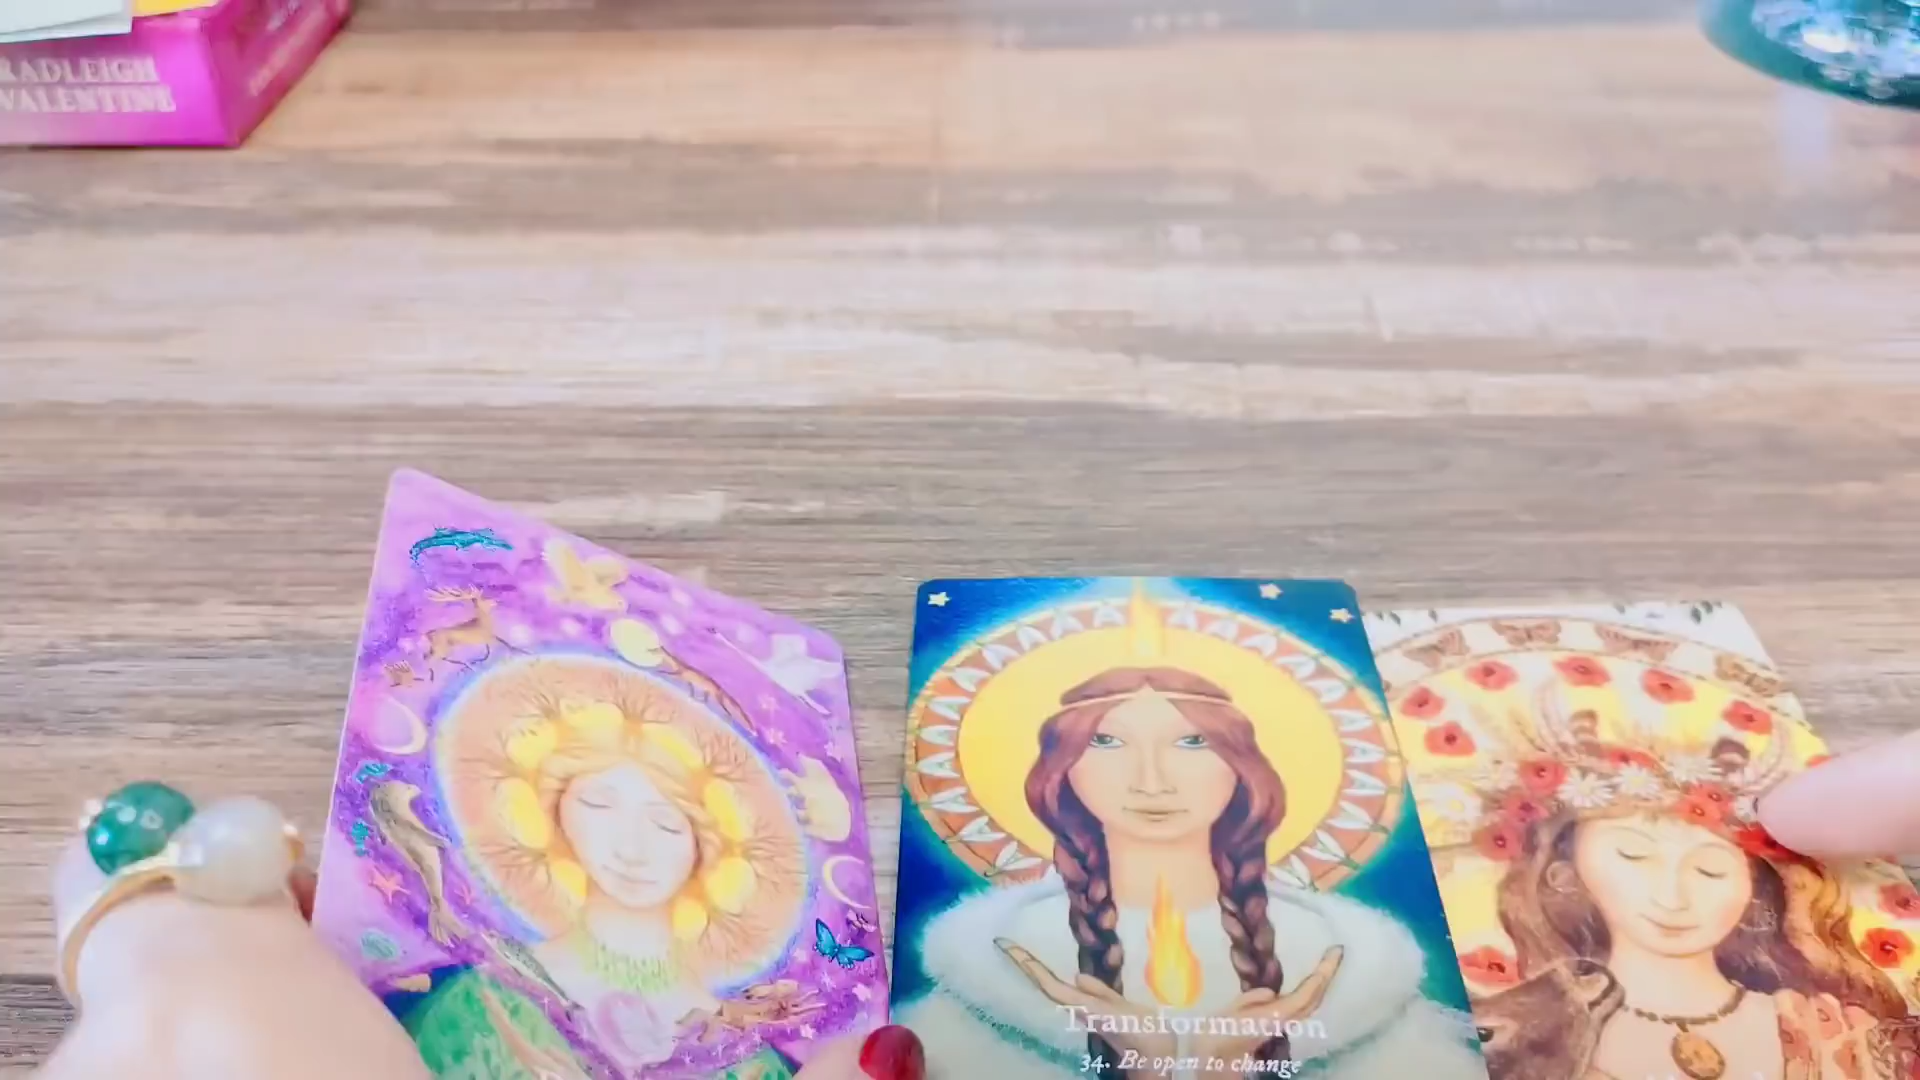 RADLEIGH
VALENTINE
Transformation
34. Be open to change